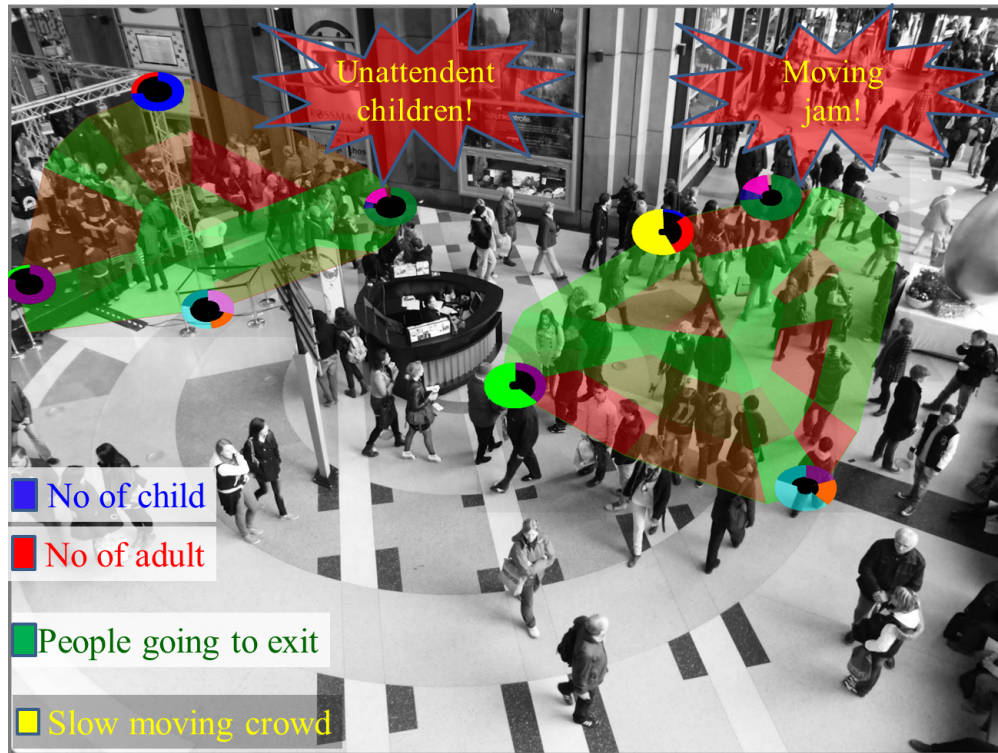 Unattendent
children!
Moving
jam!
No of child
No of adult
People going to exit
Slow moving crowd